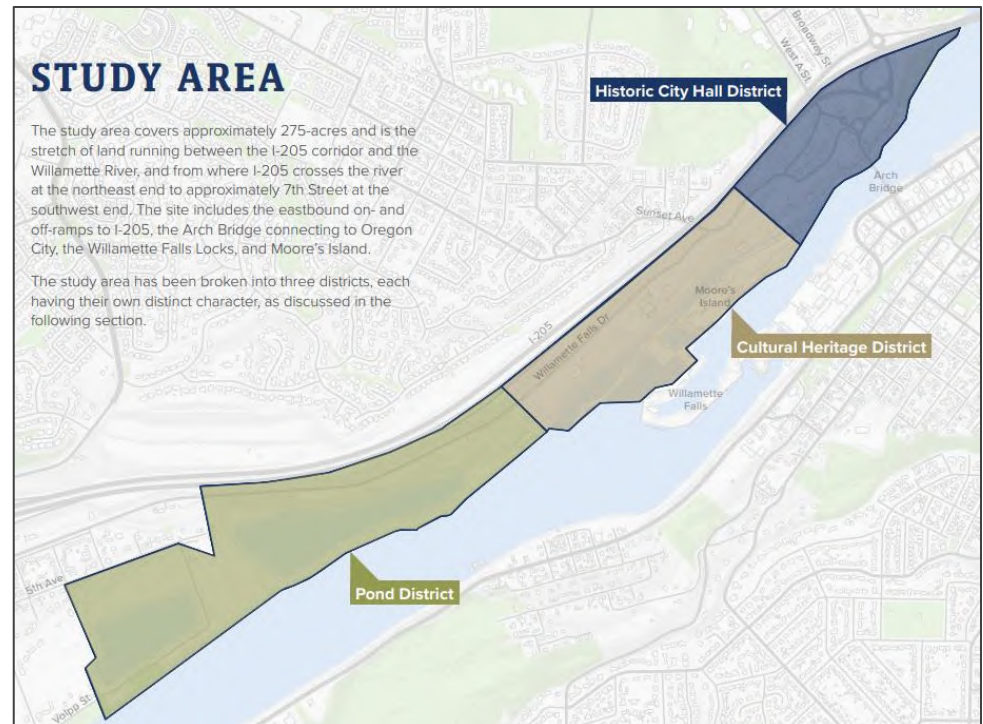 STUDY AREA
The study area covers approximately 275-acres and is the
stretch of land running between the I-205 corridor and the
Willamette River, and from where I-205 crosses the river
at the northeast end to approximately 7th Street at the
southwest end. The site includes the eastbound on- and
off-ramps to I-205, the Arch Bridge connecting to Oregon
City, the Willamette Falls Locks, and Moore's Island.
The study area has been broken into three districts, each
having their own distinct character, as discussed in the
following section.
Broadway St
West A St
Historic City Hall District
Arch
Bridge
Sunset Ave
Moore's
Island
I-205
Willamette Falls Dr
Cultural Heritage District
Willamette
Falls
5th Ave
Pond District
Volpp St